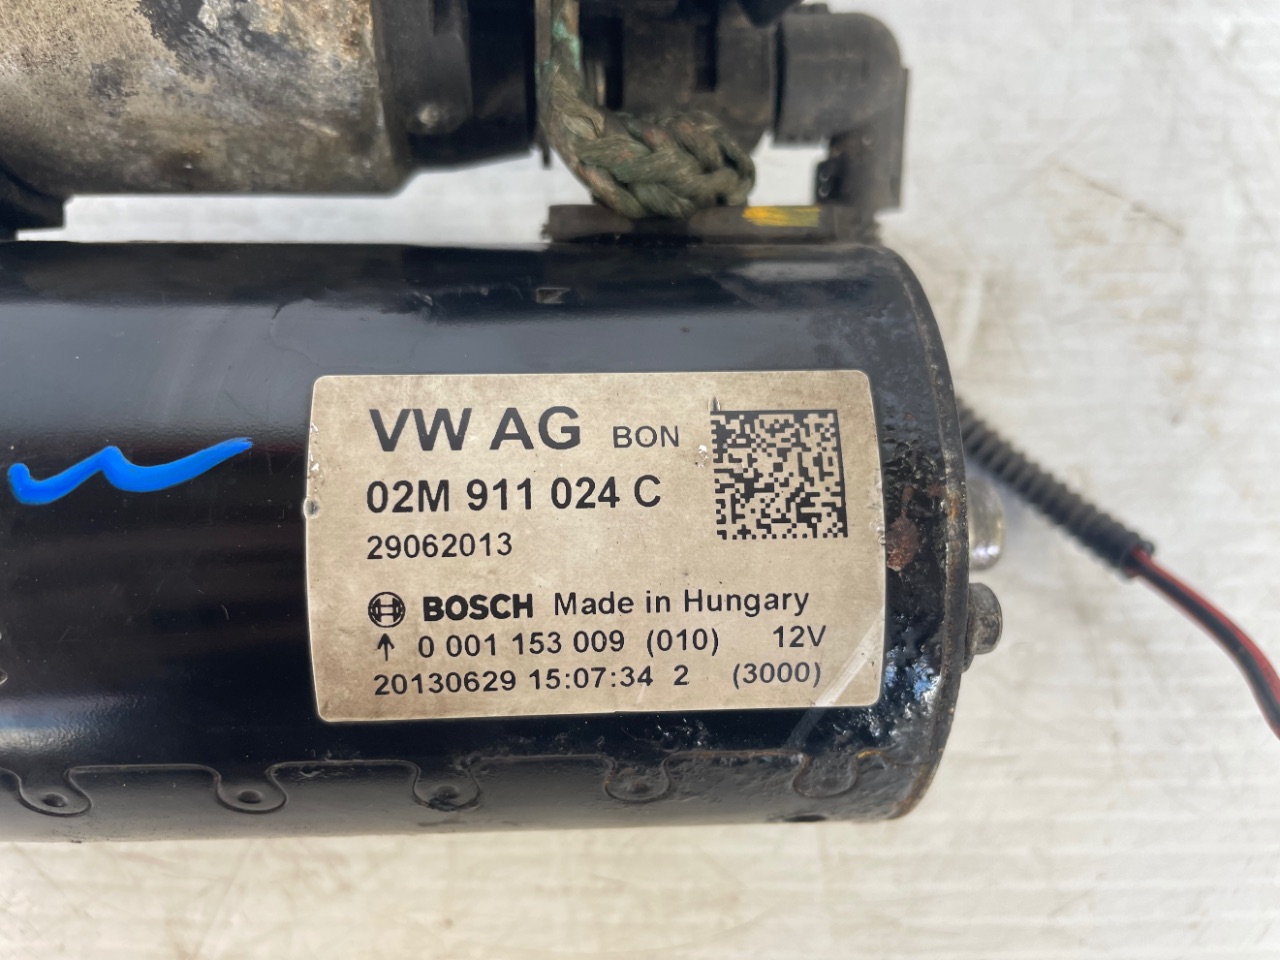 VW AG BON
02M 911 024 C
29062013
BOSCH Made in Hungary
↑ 0 001 153 009 (010) 12V
20130629 15:07:34 2 (3000)